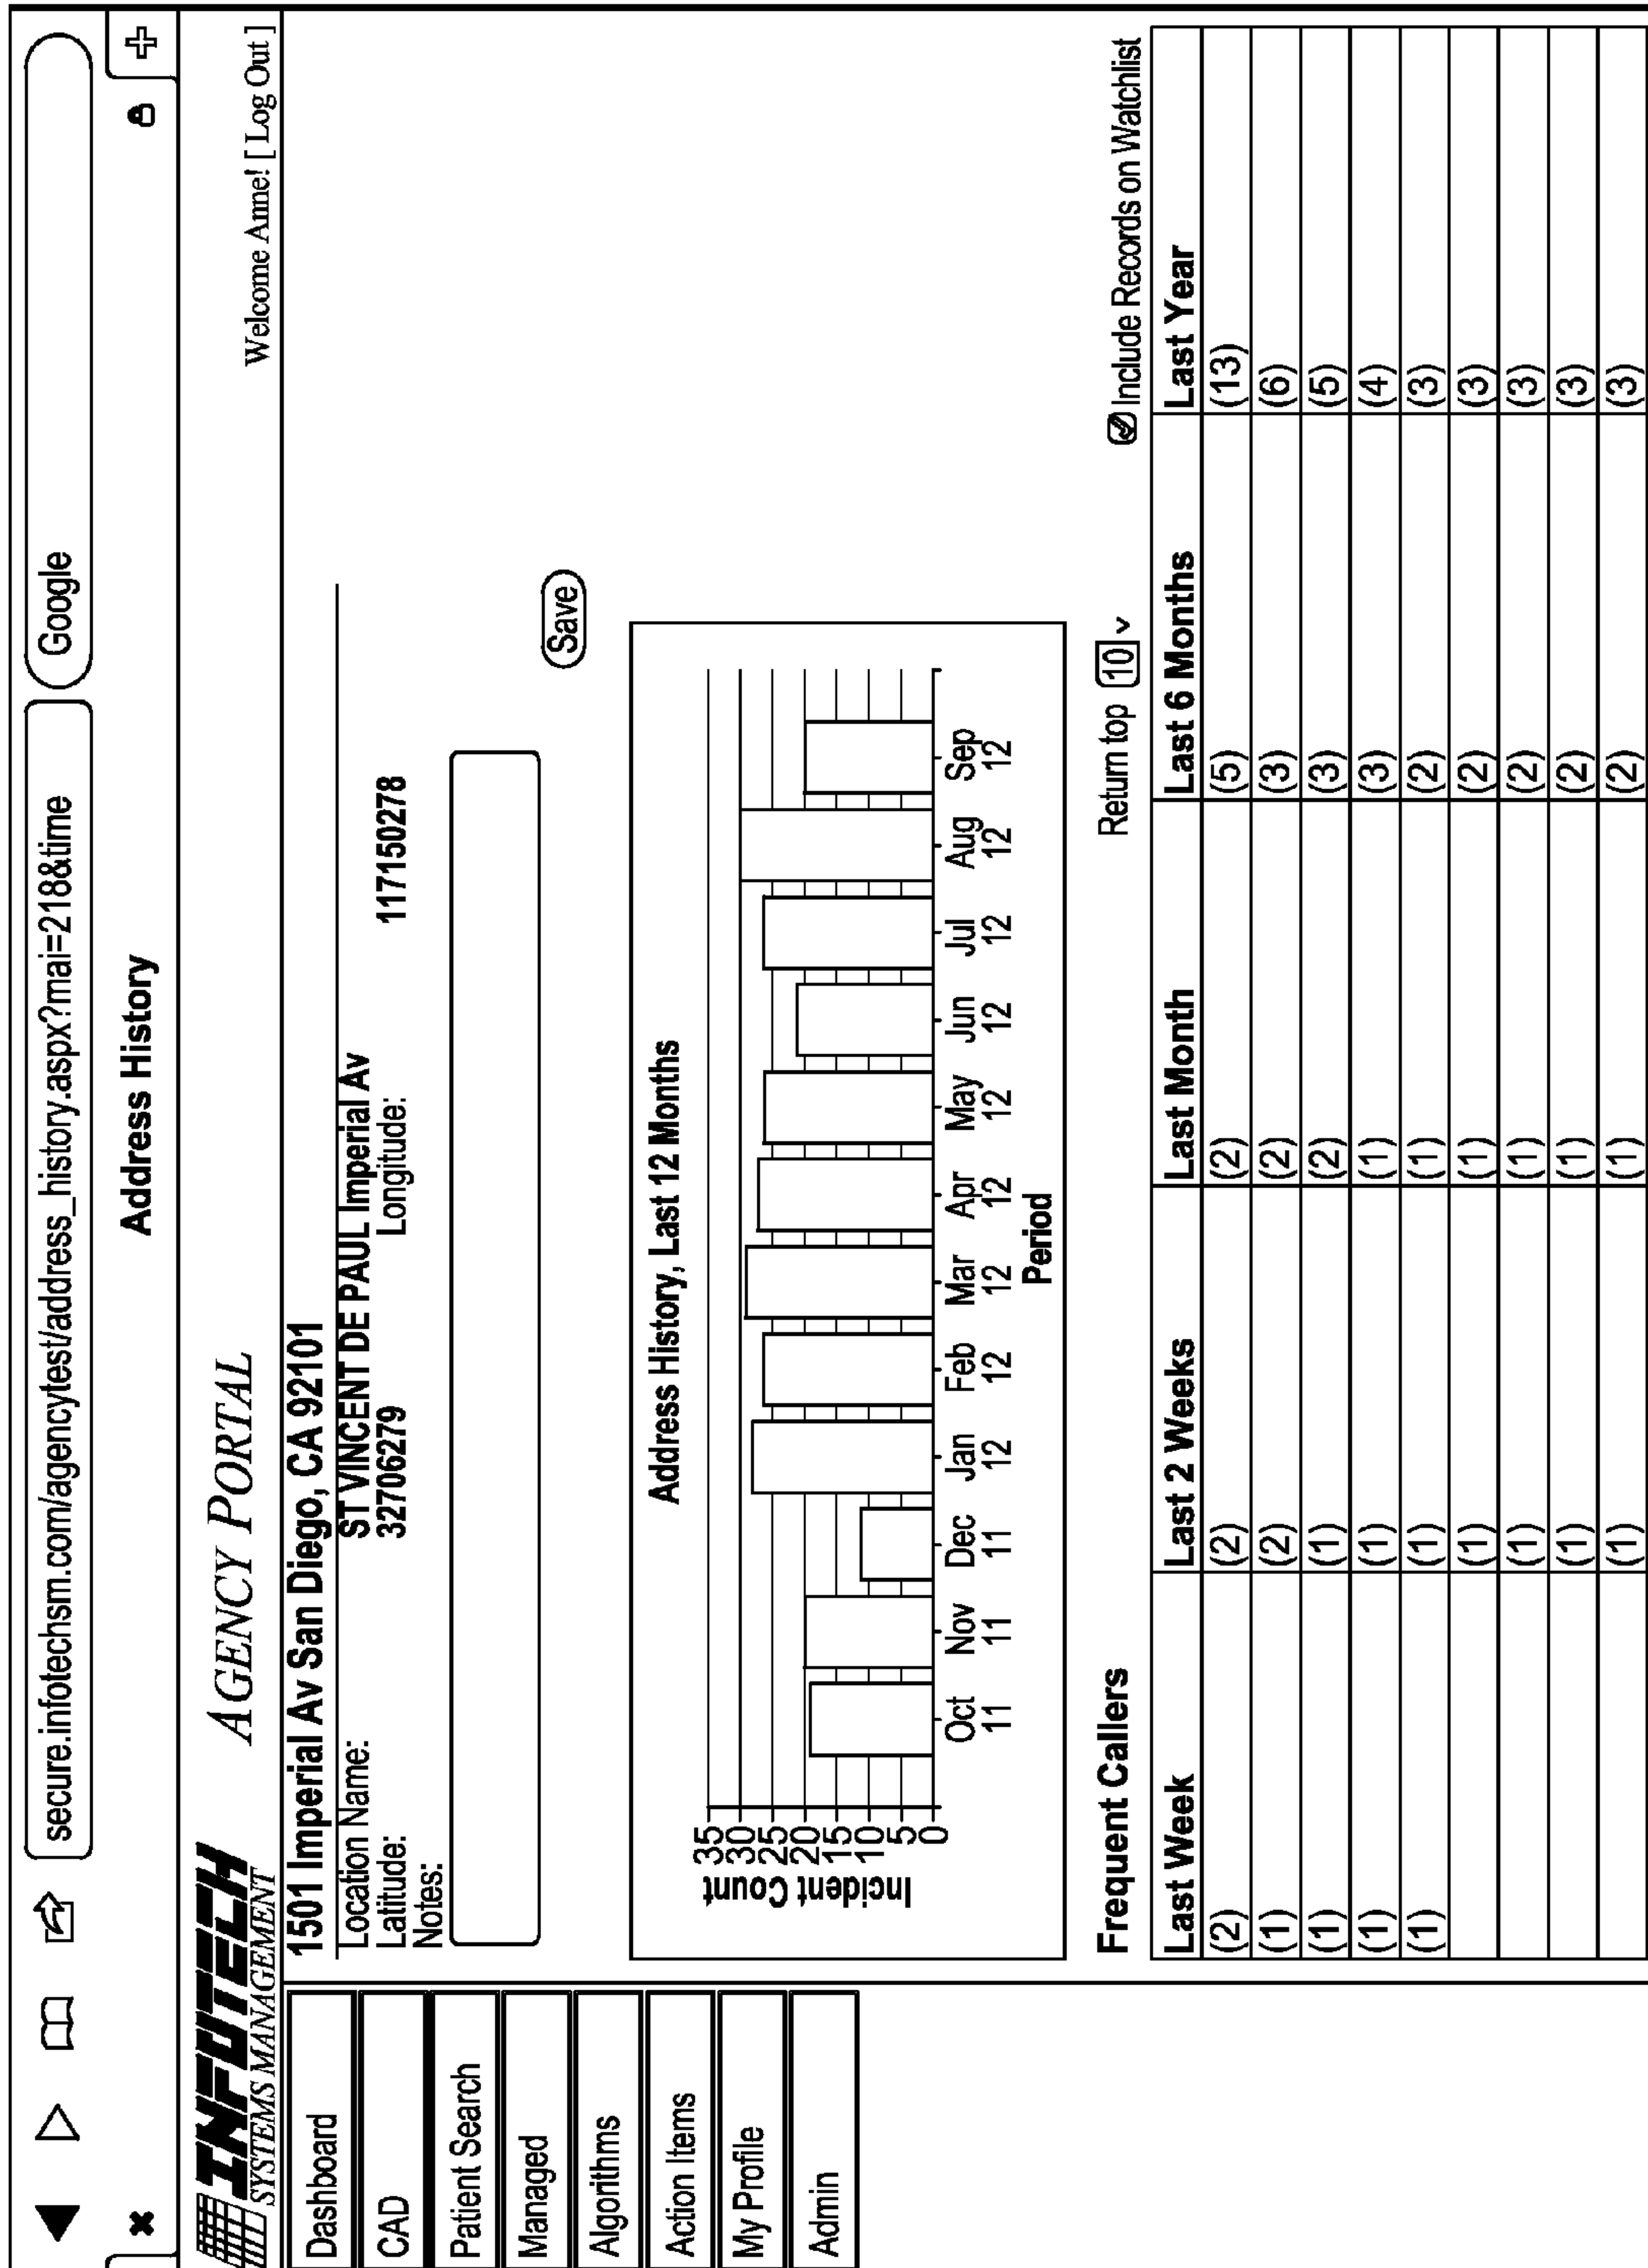 secure.infotechsm.com/agencytest/address_history.aspx?mai=218&time
Google
Address History
INFOTECH
SYSTEMS MANAGEMENT
AGENCY PORTAL
Welcome Anne! [ Log Out ]
Dashboard
CAD
Patient Search
Managed
Algorithms
Action Items
My Profile
Admin
1501 Imperial Av San Diego, CA 92101
Location Name: ST VINCENT DE PAUL Imperial Av
Latitude: 32706279 Longitude: 117150278
Notes:
Save
Address History, Last 12 Months
Incident Count
35
30
25
20
15
10
5
0
Oct Nov Dec Jan Feb Mar Apr May Jun Jul Aug Sep
11 11 11 12 12 12 12 12 12 12 12 12
Period
Frequent Callers Return top 10 Include Records on Watchlist
Last Week Last 2 Weeks Last Month Last 6 Months Last Year
(2) (2) (2) (5) (13)
(1) (2) (2) (3) (6)
(1) (1) (2) (3) (5)
(1) (1) (1) (3) (4)
(1) (1) (1) (2) (3)
(1) (1) (2) (3)
(1) (1) (2) (3)
(1) (1) (2) (3)
(1) (1) (2) (3)